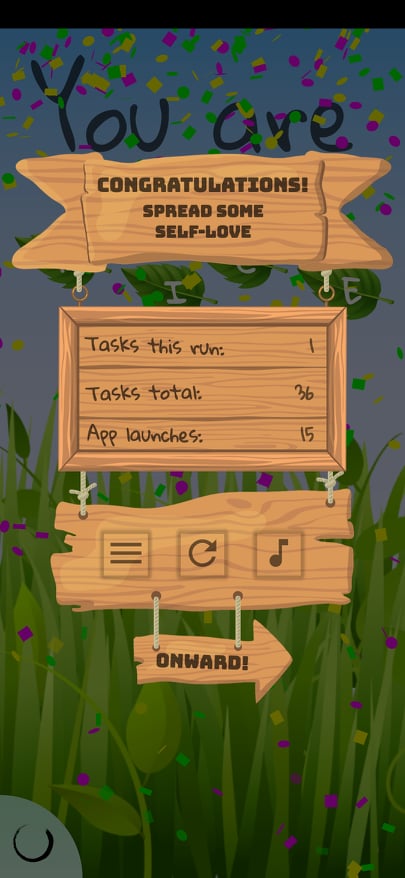 You are
CONGRATULATIONS!
SPREAD SOME
SELF-LOVE
I
E
Tasks this run: 1
Tasks total: 36
App launches: 15
ONWARD!